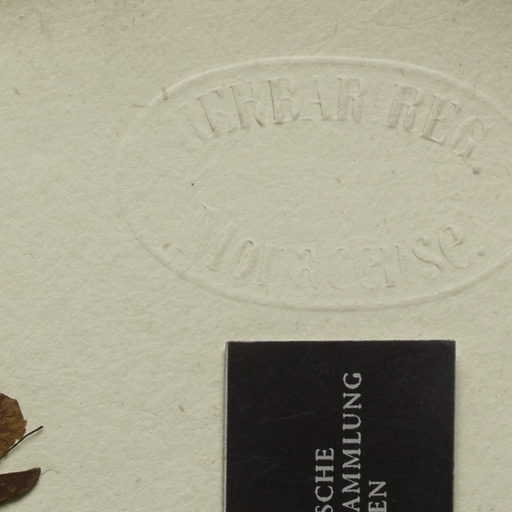 HERBAR. REG.
Monacense.
SCHE
AMMLUNG
EN